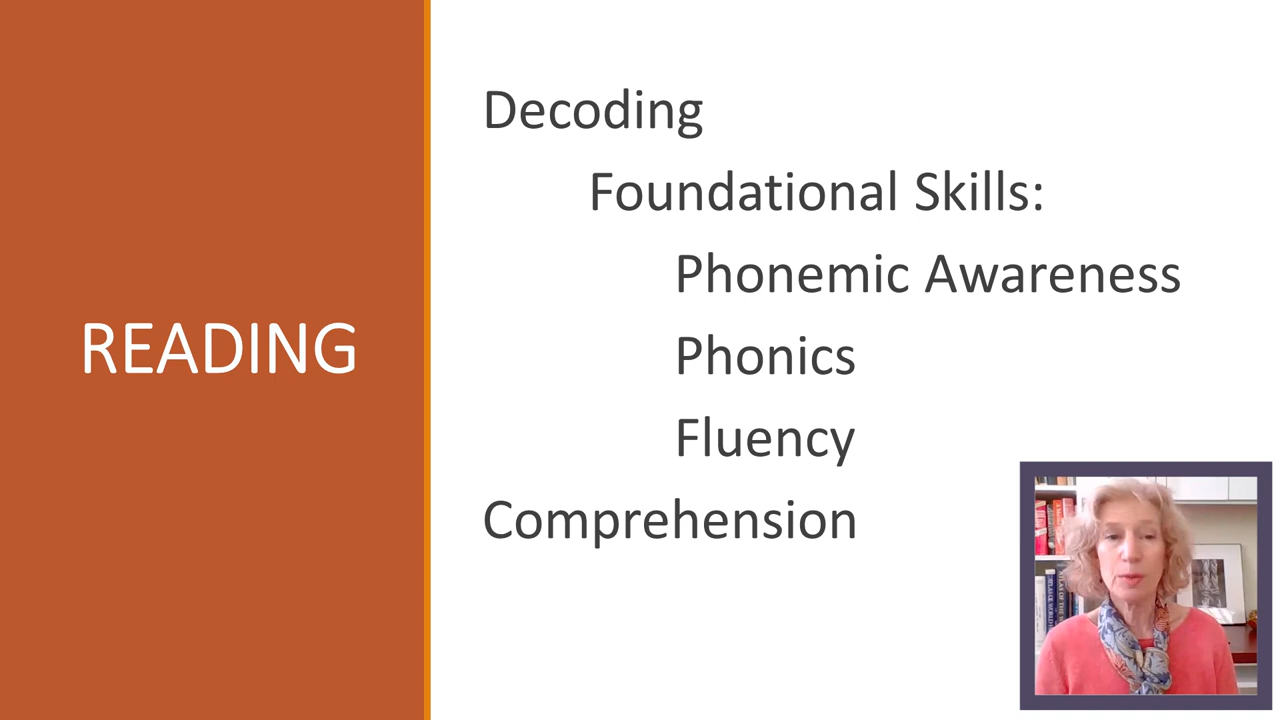 READING
Decoding
Foundational Skills:
Phonemic Awareness
Phonics
Fluency
Comprehension